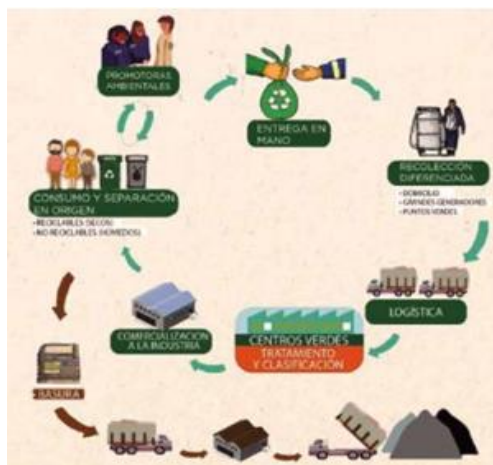 PROMOTORAS
AMBIENTALES
ENTREGA EN
MANO
RECOLECCIÓN
DIFERENCIADA
• DOMICILIO
• GRANDES GENERADORES
• PUNTOS VERDES
CONSUMO Y SEPARACIÓN
EN ORIGEN
• RECICLABLES (SECOS)
• NO RECICLABLES (HÚMEDOS)
LOGÍSTICA
CENTROS VERDES
TRATAMIENTO
Y CLASIFICACIÓN
COMERCIALIZACION
A LA INDUSTRIA
BASURA